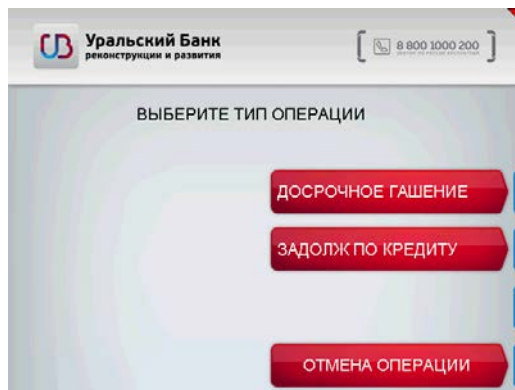 Уральский Банк
реконструкции и развития
8 800 1000 200
ВЫБЕРИТЕ ТИП ОПЕРАЦИИ
ДОСРОЧНОЕ ГАШЕНИЕ
ЗАДОЛЖ ПО КРЕДИТУ
ОТМЕНА ОПЕРАЦИИ